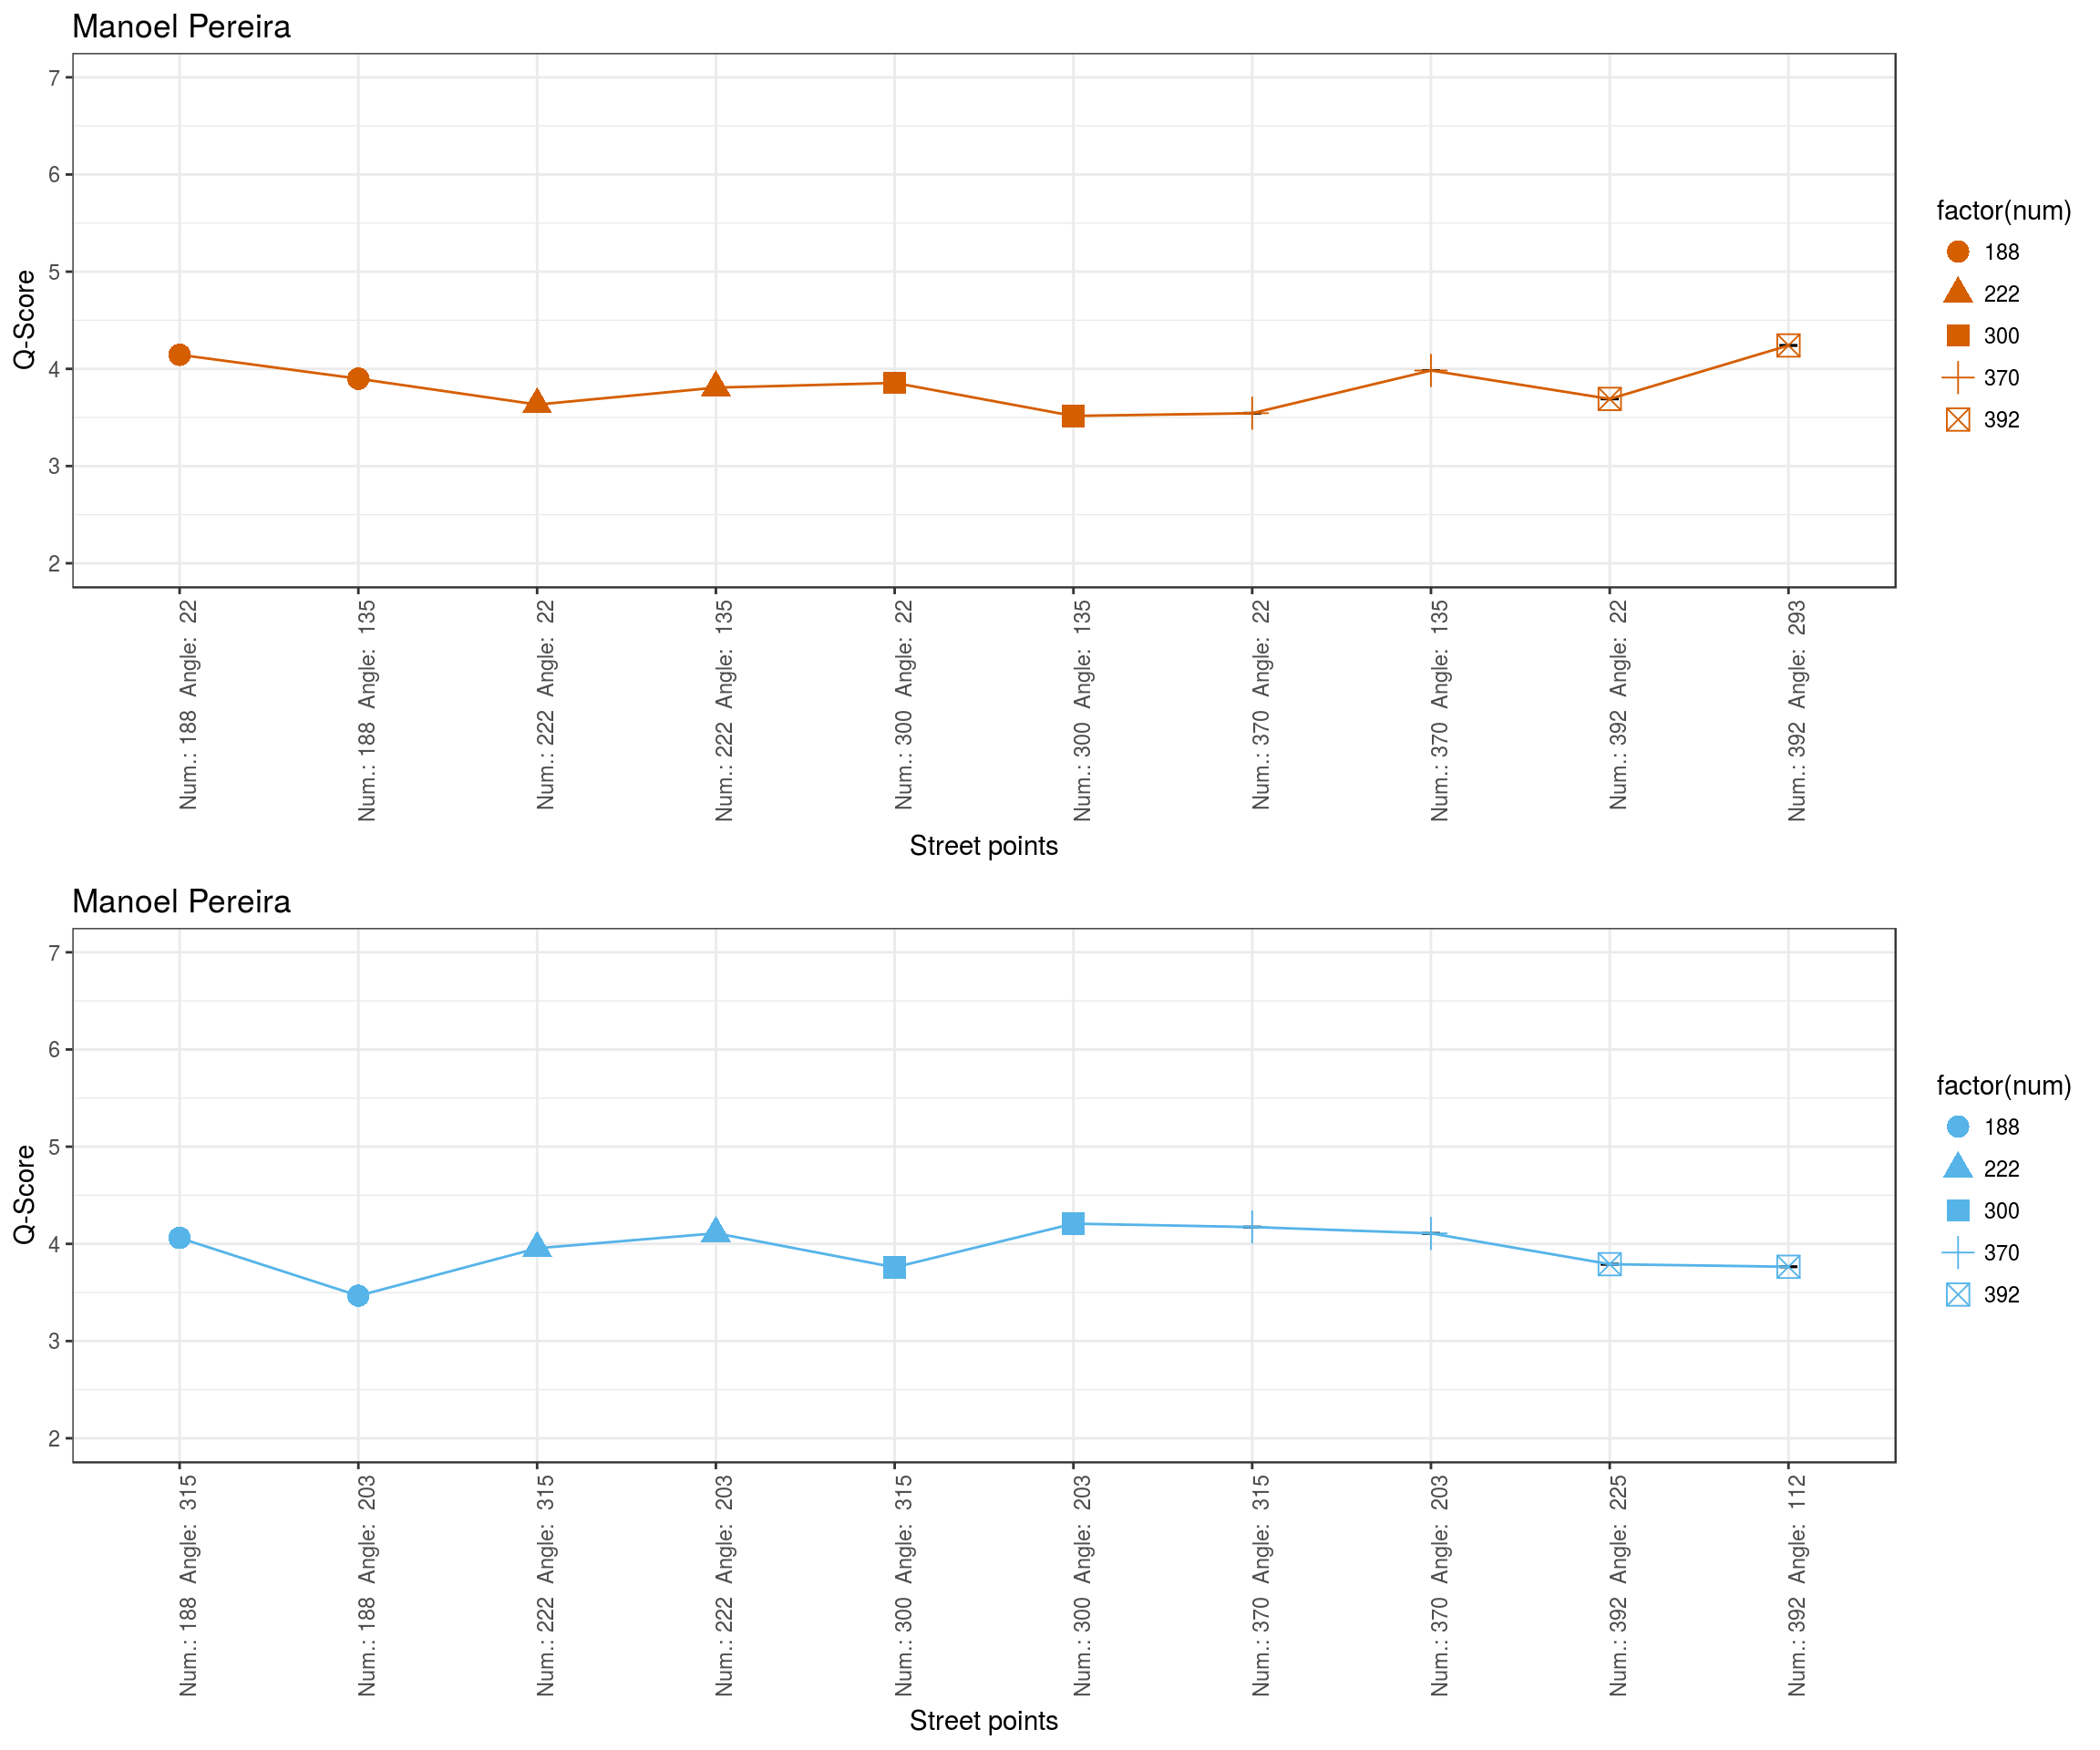 Manoel Pereira
7
6
5
4
3
2
Q-Score
Num.: 188 Angle: 22
Num.: 188 Angle: 135
Num.: 222 Angle: 22
Num.: 222 Angle: 135
Num.: 300 Angle: 22
Num.: 300 Angle: 135
Num.: 370 Angle: 22
Num.: 370 Angle: 135
Num.: 392 Angle: 22
Num.: 392 Angle: 293
Street points
factor(num)
188
222
300
370
392
Manoel Pereira
7
6
5
4
3
2
Q-Score
Num.: 188 Angle: 315
Num.: 188 Angle: 203
Num.: 222 Angle: 315
Num.: 222 Angle: 203
Num.: 300 Angle: 315
Num.: 300 Angle: 203
Num.: 370 Angle: 315
Num.: 370 Angle: 203
Num.: 392 Angle: 225
Num.: 392 Angle: 112
Street points
factor(num)
188
222
300
370
392